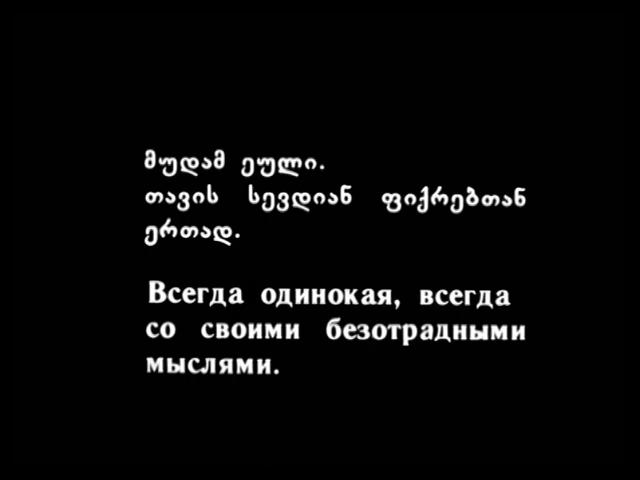 მუდამ ეული.
თავის სევდიან ფიქრებთან
ერთად.
Всегда одинокая, всегда
со своими безотрадными
мыслями.